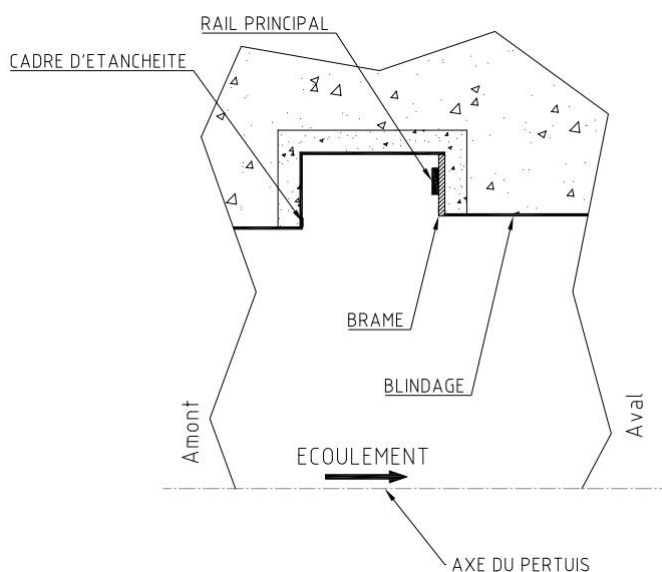 RAIL PRINCIPAL
CADRE D'ETANCHEITE
BRAME
BLINDAGE
Amont
Aval
ECOULEMENT
AXE DU PERTUIS